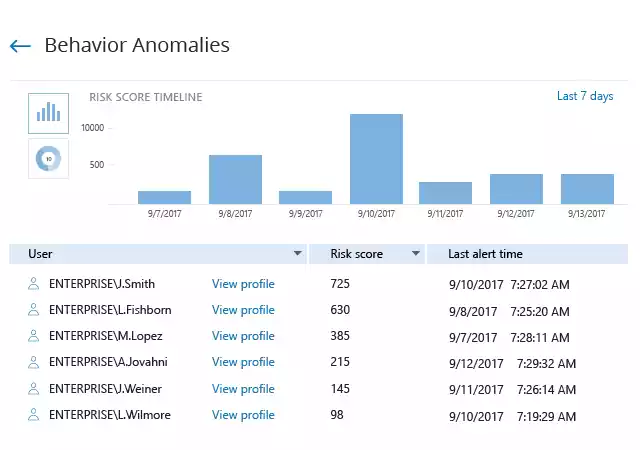 Behavior Anomalies
RISK SCORE TIMELINE
Last 7 days
10000
500
10
9/7/2017 9/8/2017 9/9/2017 9/10/2017 9/11/2017 9/12/2017 9/13/2017
User Risk score Last alert time
ENTERPRISE\J.Smith View profile 725 9/10/2017 7:27:02 AM
ENTERPRISE\L.Fishborn View profile 630 9/8/2017 7:25:20 AM
ENTERPRISE\M.Lopez View profile 385 9/7/2017 7:28:11 AM
ENTERPRISE\A.Jovahni View profile 215 9/12/2017 7:29:32 AM
ENTERPRISE\J.Weiner View profile 145 9/11/2017 7:26:14 AM
ENTERPRISE\L.Wilmore View profile 98 9/10/2017 7:19:29 AM